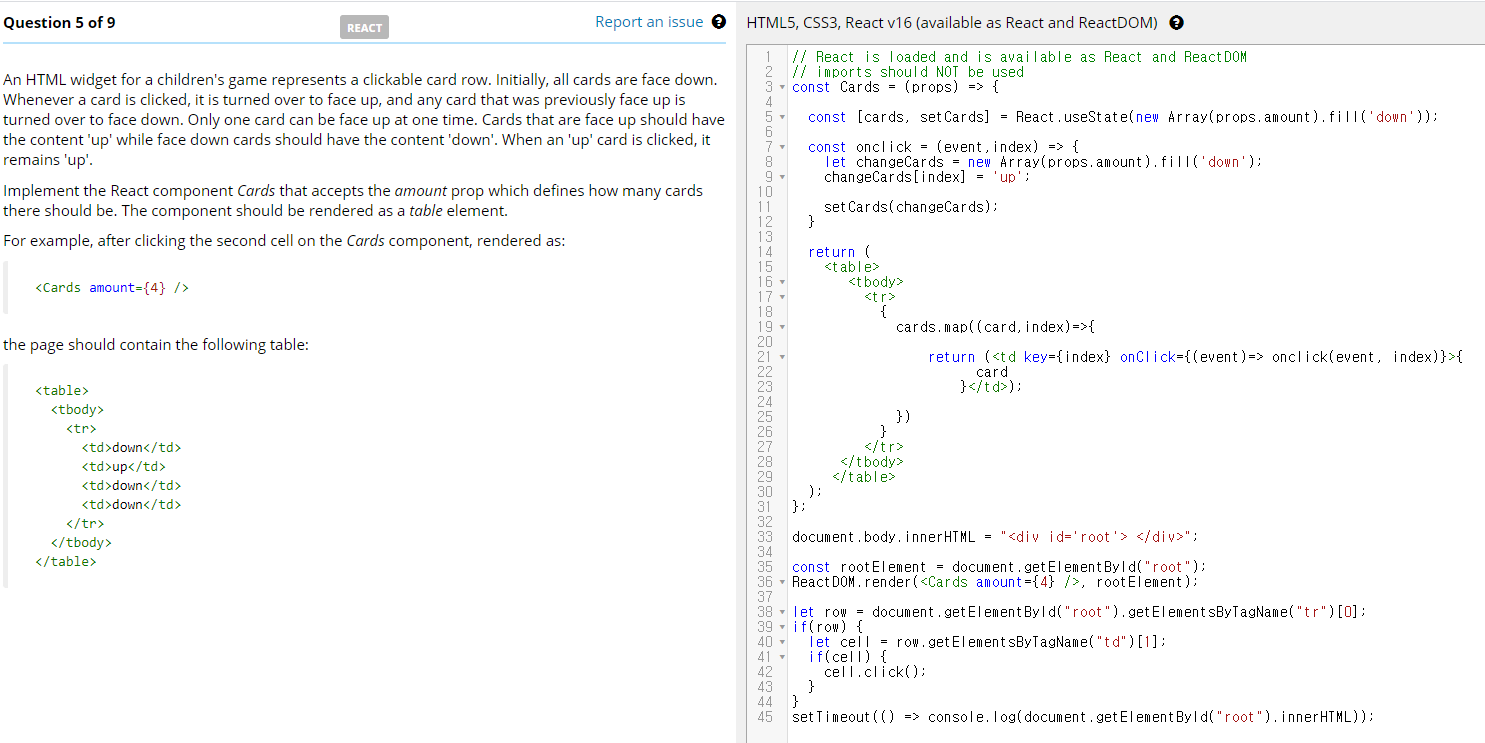 Question 5 of 9
REACT
Report an issue ?
An HTML widget for a children's game represents a clickable card row. Initially, all cards are face down.
Whenever a card is clicked, it is turned over to face up, and any card that was previously face up is
turned over to face down. Only one card can be face up at one time. Cards that are face up should have
the content 'up' while face down cards should have the content 'down'. When an 'up' card is clicked, it
remains 'up'.
Implement the React component Cards that accepts the amount prop which defines how many cards
there should be. The component should be rendered as a table element.
For example, after clicking the second cell on the Cards component, rendered as:
<Cards amount={4} />
the page should contain the following table:
<table>
<tbody>
<tr>
<td>down</td>
<td>up</td>
<td>down</td>
<td>down</td>
</tr>
</tbody>
</table>
HTML5, CSS3, React v16 (available as React and ReactDOM) ?
1 // React is loaded and is available as React and ReactDOM
2 // imports should NOT be used
3 const Cards = (props) => {
4
5 const [cards, setCards] = React.useState(new Array(props.amount).fill('down'));
6
7 const onclick = (event,index) => {
8 let changeCards = new Array(props.amount).fill('down');
9 changeCards[index] = 'up';
10
11 setCards(changeCards);
12 }
13
14 return (
15 <table>
16 <tbody>
17 <tr>
18 {
19 cards.map((card,index)=>{
20
21 return (<td key={index} onClick={(event)=> onclick(event, index)}>{
22 card
23 }</td>);
24
25 })
26 }
27 </tr>
28 </tbody>
29 </table>
30 );
31 };
32
33 document.body.innerHTML = "<div id='root'> </div>";
34
35 const rootElement = document.getElementById("root");
36 ReactDOM.render(<Cards amount={4} />, rootElement);
37
38 let row = document.getElementById("root").getElementsByTagName("tr")[0];
39 if(row) {
40 let cell = row.getElementsByTagName("td")[1];
41 if(cell) {
42 cell.click();
43 }
44 }
45 setTimeout(() => console.log(document.getElementById("root").innerHTML));